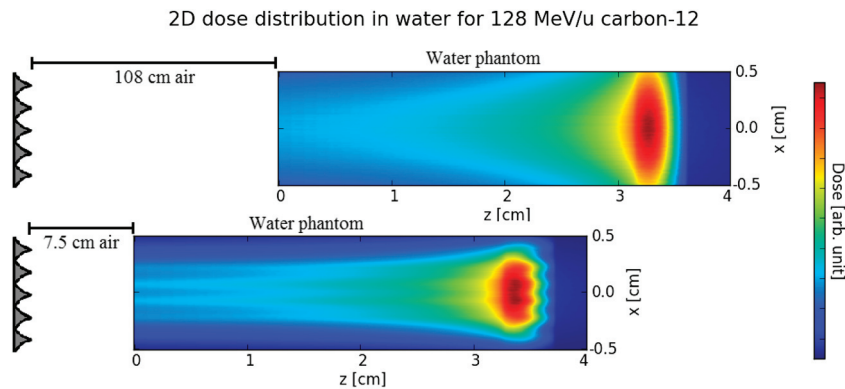 2D dose distribution in water for 128 MeV/u carbon-12
Water phantom
108 cm air
0.5
0.0
-0.5
x [cm]
0 1 2 3 4
z [cm]
Water phantom
7.5 cm air
0.5
0.0
-0.5
x [cm]
0 1 2 3 4
z [cm]
Dose [arb. unit]